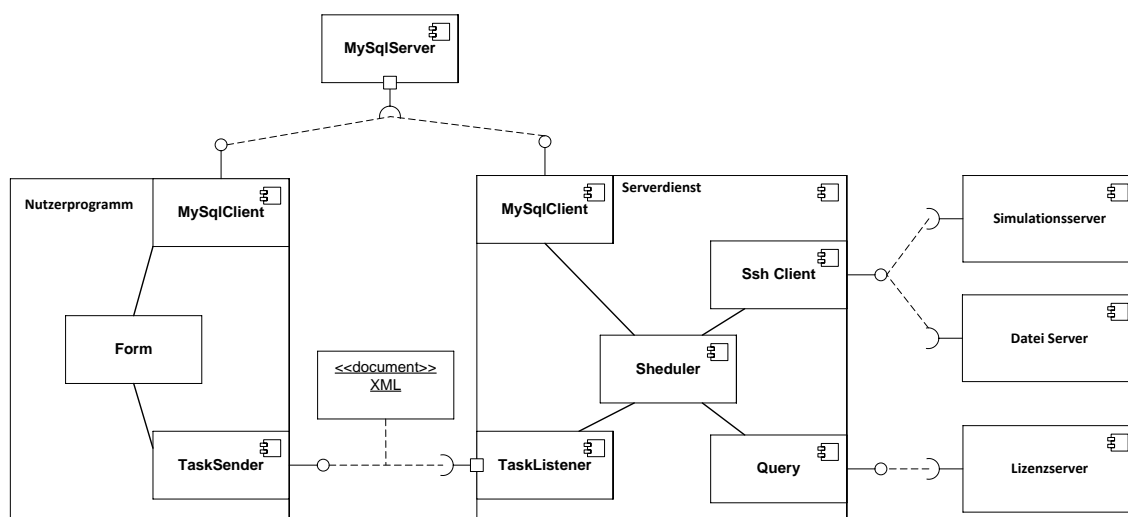 MySqlServer
Nutzerprogramm
MySqlClient
MySqlClient
Serverdienst
Simulationsserver
Ssh Client
Form
<<document>>
XML
Sheduler
Datei Server
TaskSender
TaskListener
Query
Lizenzserver